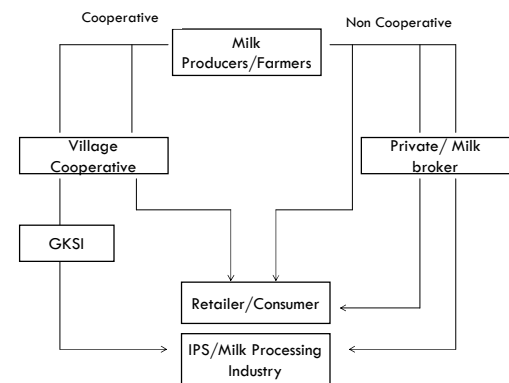 Cooperative
Non Cooperative
Milk
Producers/Farmers
Village
Cooperative
Private/ Milk
broker
GKSI
Retailer/Consumer
IPS/Milk Processing
Industry